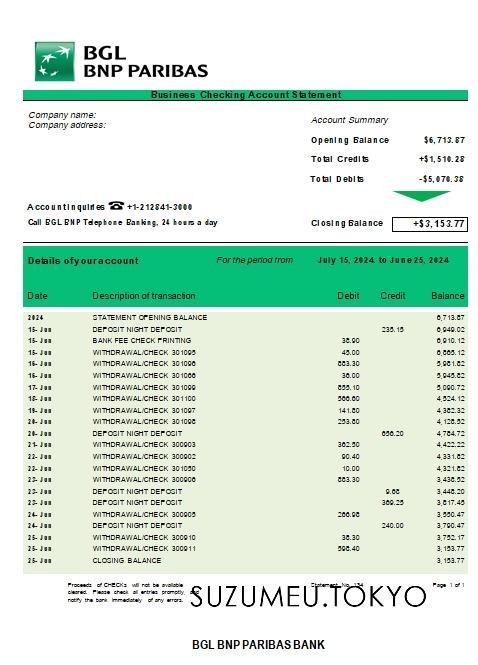 BGL
BNP PARIBAS
Business Checking Account Statement
Company name:
Company address:
Account Summary
Opening Balance $6,713.87
Total Credits +$1,510.28
Total Debits -$5,070.38
Account Inquiries ☎ +1-212841-3000
Call BGL BNP Telephone Banking, 24 hours a day
Closing Balance +$3,153.77
Details of your account For the period from July 15, 2024. to June 25, 2024
Date Description of transaction Debit Credit Balance
2024 STATEMENT OPENING BALANCE 6,713.87
15- Jun DEPOSIT NIGHT DEPOSIT 235.15 6,949.02
15- Jun BANK FEE CHECK PRINTING 38.90 6,910.12
15- Jun WITHDRAWAL/CHECK 301095 45.00 6,865.12
16- Jun WITHDRAWAL/CHECK 301096 883.30 5,981.82
16- Jun WITHDRAWAL/CHECK 301066 36.00 5,945.82
17- Jun WITHDRAWAL/CHECK 301099 855.10 5,090.72
18- Jun WITHDRAWAL/CHECK 301100 566.60 4,524.12
19- Jun WITHDRAWAL/CHECK 301097 141.80 4,382.32
20- Jun WITHDRAWAL/CHECK 301098 253.80 4,128.52
20- Jun DEPOSIT NIGHT DEPOSIT 656.20 4,784.72
21- Jun WITHDRAWAL/CHECK 300903 362.50 4,422.22
22- Jun WITHDRAWAL/CHECK 300902 90.40 4,331.82
22- Jun WITHDRAWAL/CHECK 301050 10.00 4,321.82
22- Jun WITHDRAWAL/CHECK 300906 883.30 3,438.52
23- Jun DEPOSIT NIGHT DEPOSIT 9.68 3,448.20
23- Jun DEPOSIT NIGHT DEPOSIT 369.25 3,817.45
24- Jun WITHDRAWAL/CHECK 300905 266.98 3,550.47
24- Jun DEPOSIT NIGHT DEPOSIT 240.00 3,790.47
25- Jun WITHDRAWAL/CHECK 300910 38.30 3,752.17
25- Jun WITHDRAWAL/CHECK 300911 598.40 3,153.77
25- Jun CLOSING BALANCE 3,153.77
Proceeds of CHECKs will not be available
cleared. Please check all entries promptly, and
notify the bank immediately of any errors.
Statement No. 134
Page 1 of 1
SUZUMEU.TOKYO
BGL BNP PARIBAS BANK